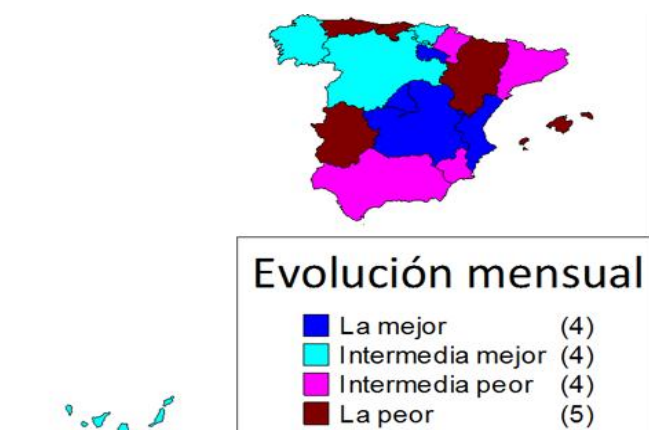 Evolución mensual
La mejor (4)
Intermedia mejor (4)
Intermedia peor (4)
La peor (5)